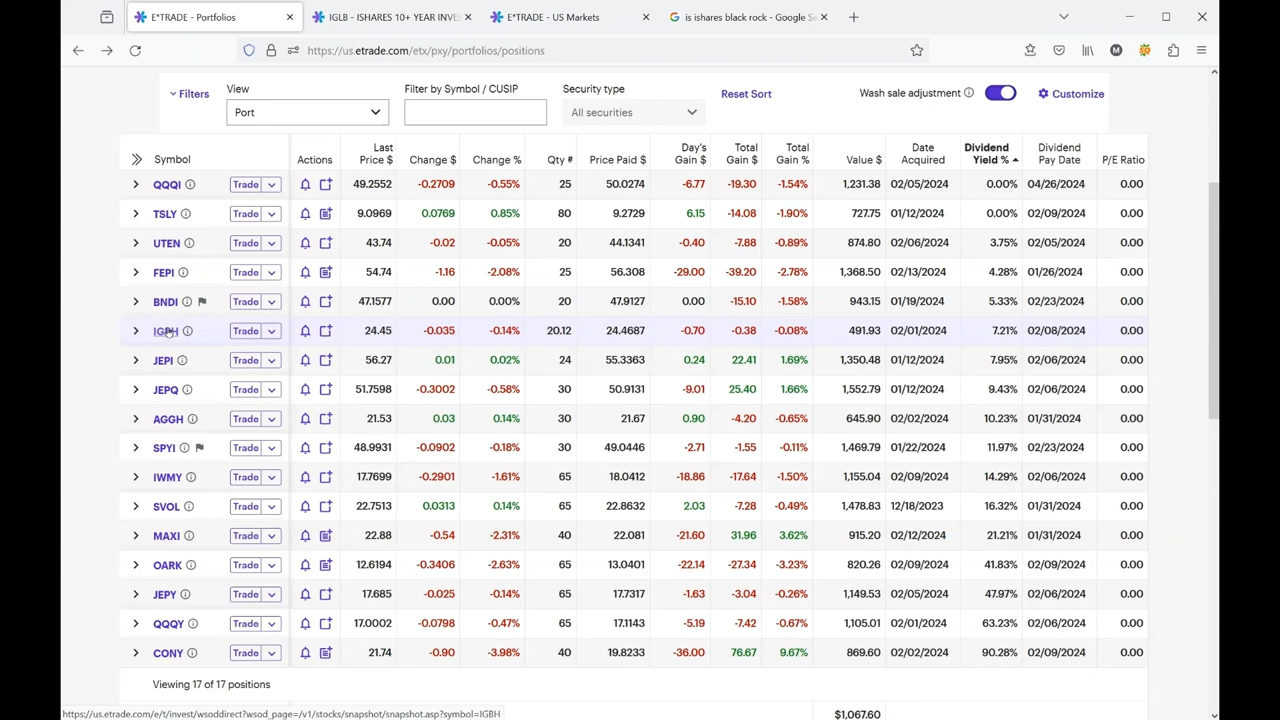 E*TRADE - Portfolios
IGLB - ISHARES 10+ YEAR INVES
E*TRADE - US Markets
is ishares black rock - Google Se
https://us.etrade.com/etx/pxy/portfolios/positions
Filters
View
Port
Filter by Symbol / CUSIP
Security type
All securities
Reset Sort
Wash sale adjustment
Customize
Symbol Actions Last Price $ Change $ Change % Qty # Price Paid $ Day's Gain $ Total Gain $ Total Gain % Value $ Date Acquired Dividend Yield % Dividend Pay Date P/E Ratio
QQQI Trade 49.2552 -0.2709 -0.55% 25 50.0274 -6.77 -19.30 -1.54% 1,231.38 02/05/2024 0.00% 04/26/2024 0.00
TSLY Trade 9.0969 0.0769 0.85% 80 9.2729 6.15 -14.08 -1.90% 727.75 01/12/2024 0.00% 02/09/2024 0.00
UTEN Trade 43.74 -0.02 -0.05% 20 44.1341 -0.40 -7.88 -0.89% 874.80 02/06/2024 3.75% 02/05/2024 0.00
FEPI Trade 54.74 -1.16 -2.08% 25 56.308 -29.00 -39.20 -2.78% 1,368.50 02/13/2024 4.28% 01/26/2024 0.00
BNDI Trade 47.1577 0.00 0.00% 20 47.9127 0.00 -15.10 -1.58% 943.15 01/19/2024 5.33% 02/23/2024 0.00
IGBH Trade 24.45 -0.035 -0.14% 20.12 24.4687 -0.70 -0.38 -0.08% 491.93 02/01/2024 7.21% 02/08/2024 0.00
JEPI Trade 56.27 0.01 0.02% 24 55.3363 0.24 22.41 1.69% 1,350.48 01/12/2024 7.95% 02/06/2024 0.00
JEPQ Trade 51.7598 -0.3002 -0.58% 30 50.9131 -9.01 25.40 1.66% 1,552.79 01/12/2024 9.43% 02/06/2024 0.00
AGGH Trade 21.53 0.03 0.14% 30 21.67 0.90 -4.20 -0.65% 645.90 02/02/2024 10.23% 01/31/2024 0.00
SPYI Trade 48.9931 -0.0902 -0.18% 30 49.0446 -2.71 -1.55 -0.11% 1,469.79 01/22/2024 11.97% 02/23/2024 0.00
IWMY Trade 17.7699 -0.2901 -1.61% 65 18.0412 -18.86 -17.64 -1.50% 1,155.04 02/09/2024 14.29% 02/06/2024 0.00
SVOL Trade 22.7513 0.0313 0.14% 65 22.8632 2.03 -7.28 -0.49% 1,478.83 12/18/2023 16.32% 01/31/2024 0.00
MAXI Trade 22.88 -0.54 -2.31% 40 22.081 -21.60 31.96 3.62% 915.20 02/12/2024 21.21% 01/31/2024 0.00
OARK Trade 12.6194 -0.3406 -2.63% 65 13.0401 -22.14 -27.34 -3.23% 820.26 02/09/2024 41.83% 02/09/2024 0.00
JEPY Trade 17.685 -0.025 -0.14% 65 17.7317 -1.63 -3.04 -0.26% 1,149.53 02/05/2024 47.97% 02/06/2024 0.00
QQQY Trade 17.0002 -0.0798 -0.47% 65 17.1143 -5.19 -7.42 -0.67% 1,105.01 02/01/2024 63.23% 02/06/2024 0.00
CONY Trade 21.74 -0.90 -3.98% 40 19.8233 -36.00 76.67 9.67% 869.60 02/02/2024 90.28% 02/09/2024 0.00
Viewing 17 of 17 positions
https://us.etrade.com/e/t/invest/wsoddirect?wsod_page=/v1/stocks/snapshot/snapshot.asp?symbol=IGBH
$1,067.60